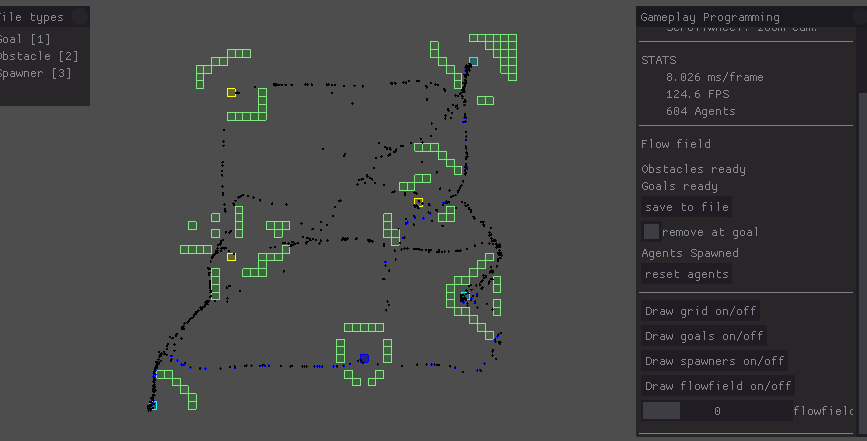 ile types
Goal [1]
Obstacle [2]
Spawner [3]
Gameplay Programming
STATS
8.026 ms/frame
124.6 FPS
604 Agents
Flow field
Obstacles ready
Goals ready
save to file
remove at goal
Agents Spawned
reset agents
Draw grid on/off
Draw goals on/off
Draw spawners on/off
Draw flowfield on/off
0 flowfield